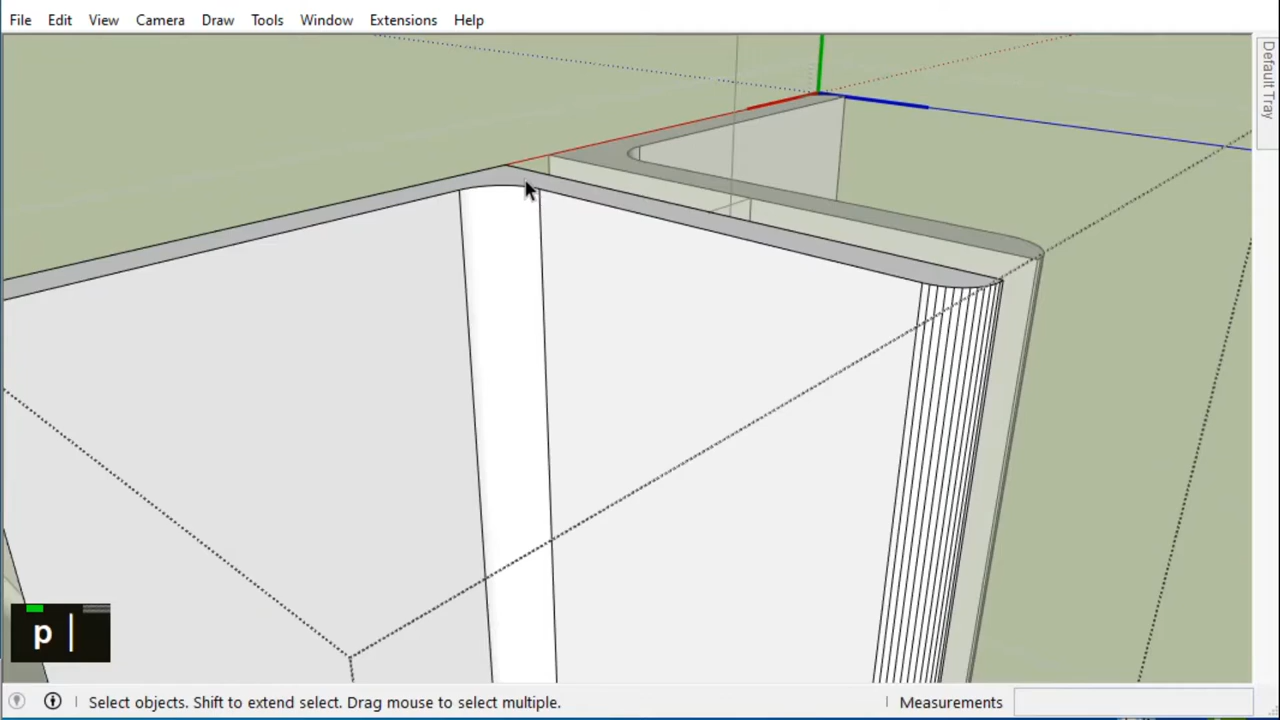 File Edit View Camera Draw Tools Window Extensions Help
Default Tray
p
Select objects. Shift to extend select. Drag mouse to select multiple. Measurements